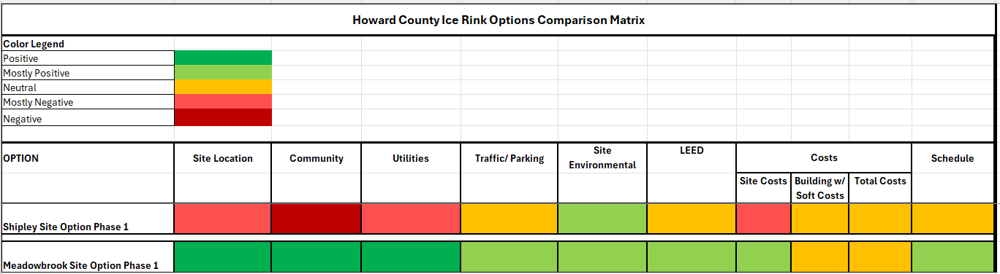 Howard County Ice Rink Options Comparison Matrix
Color Legend
Positive
Mostly Positive
Neutral
Mostly Negative
Negative
OPTION
Site Location
Community
Utilities
Traffic/ Parking
Site
Environmental
LEED
Costs
Schedule
Site Costs
Building w/
Soft Costs
Total Costs
Shipley Site Option Phase 1
Meadowbrook Site Option Phase 1